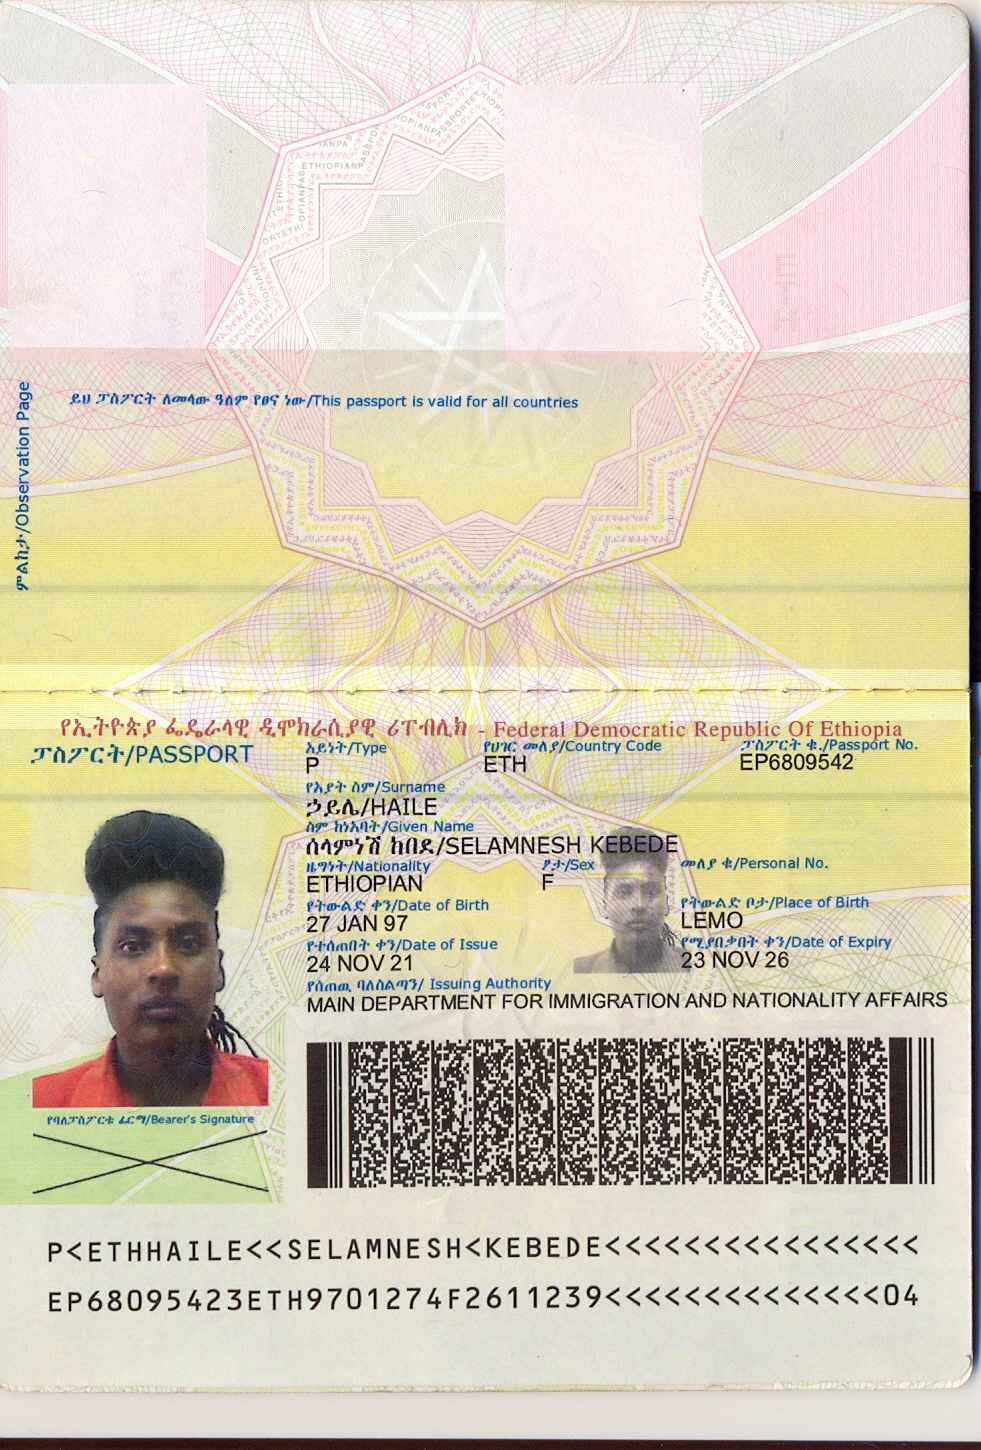 ይህ ፓስፖርት ለመላው ዓለም የፀና ነው/This passport is valid for all countries
ምልከታ/Observation Page
የኢትዮጵያ ፌዴራላዊ ዲሞክራሲያዊ ሪፐብሊክ - Federal Democratic Republic Of Ethiopia
ፓስፖርት/PASSPORT
አይነት/Type የሀገር መለያ/Country Code ፓስፖርት ቁ./Passport No.
P ETH EP6809542
የአያት ስም/Surname
ኃይሌ/HAILE
ስም ከነአባት/Given Name
ሰላምነሽ ከበደ/SELAMNESH KEBEDE
ዜግነት/Nationality ፆታ/Sex መለያ ቁ/Personal No.
ETHIOPIAN F
የትውልድ ቀን/Date of Birth የትውልድ ቦታ/Place of Birth
27 JAN 97 LEMO
የተሰጠበት ቀን/Date of Issue የሚያበቃበት ቀን/Date of Expiry
24 NOV 21 23 NOV 26
የሰጠዉ ባለስልጣን/ Issuing Authority
MAIN DEPARTMENT FOR IMMIGRATION AND NATIONALITY AFFAIRS
የባለፓስፖርቱ ፊርማ/Bearer's Signature
P<ETHHAILE<<SELAMNESH<KEBEDE<<<<<<<<<<<<<<<<
EP68095423ETH9701274F2611239<<<<<<<<<<<<<<04